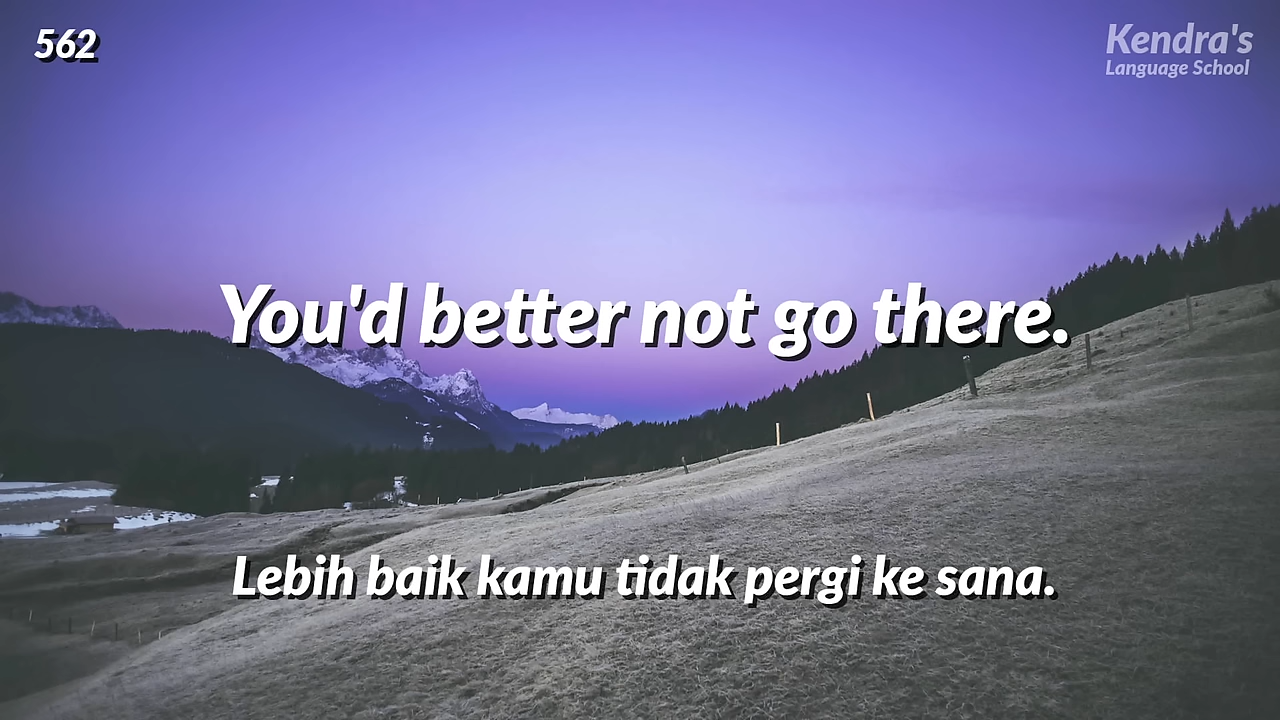 562
Kendra's
Language School
You'd better not go there.
Lebih baik kamu tidak pergi ke sana.